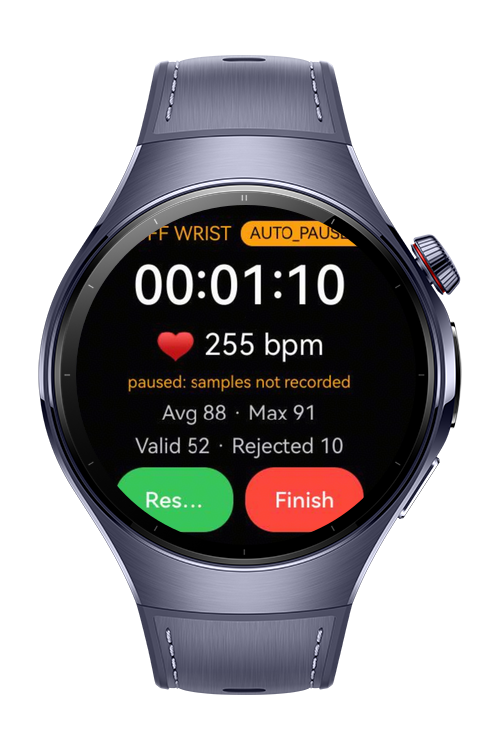 FF WRIST AUTO_PAUSE
00:01:10
255 bpm
paused: samples not recorded
Avg 88 · Max 91
Valid 52 · Rejected 10
Res... Finish